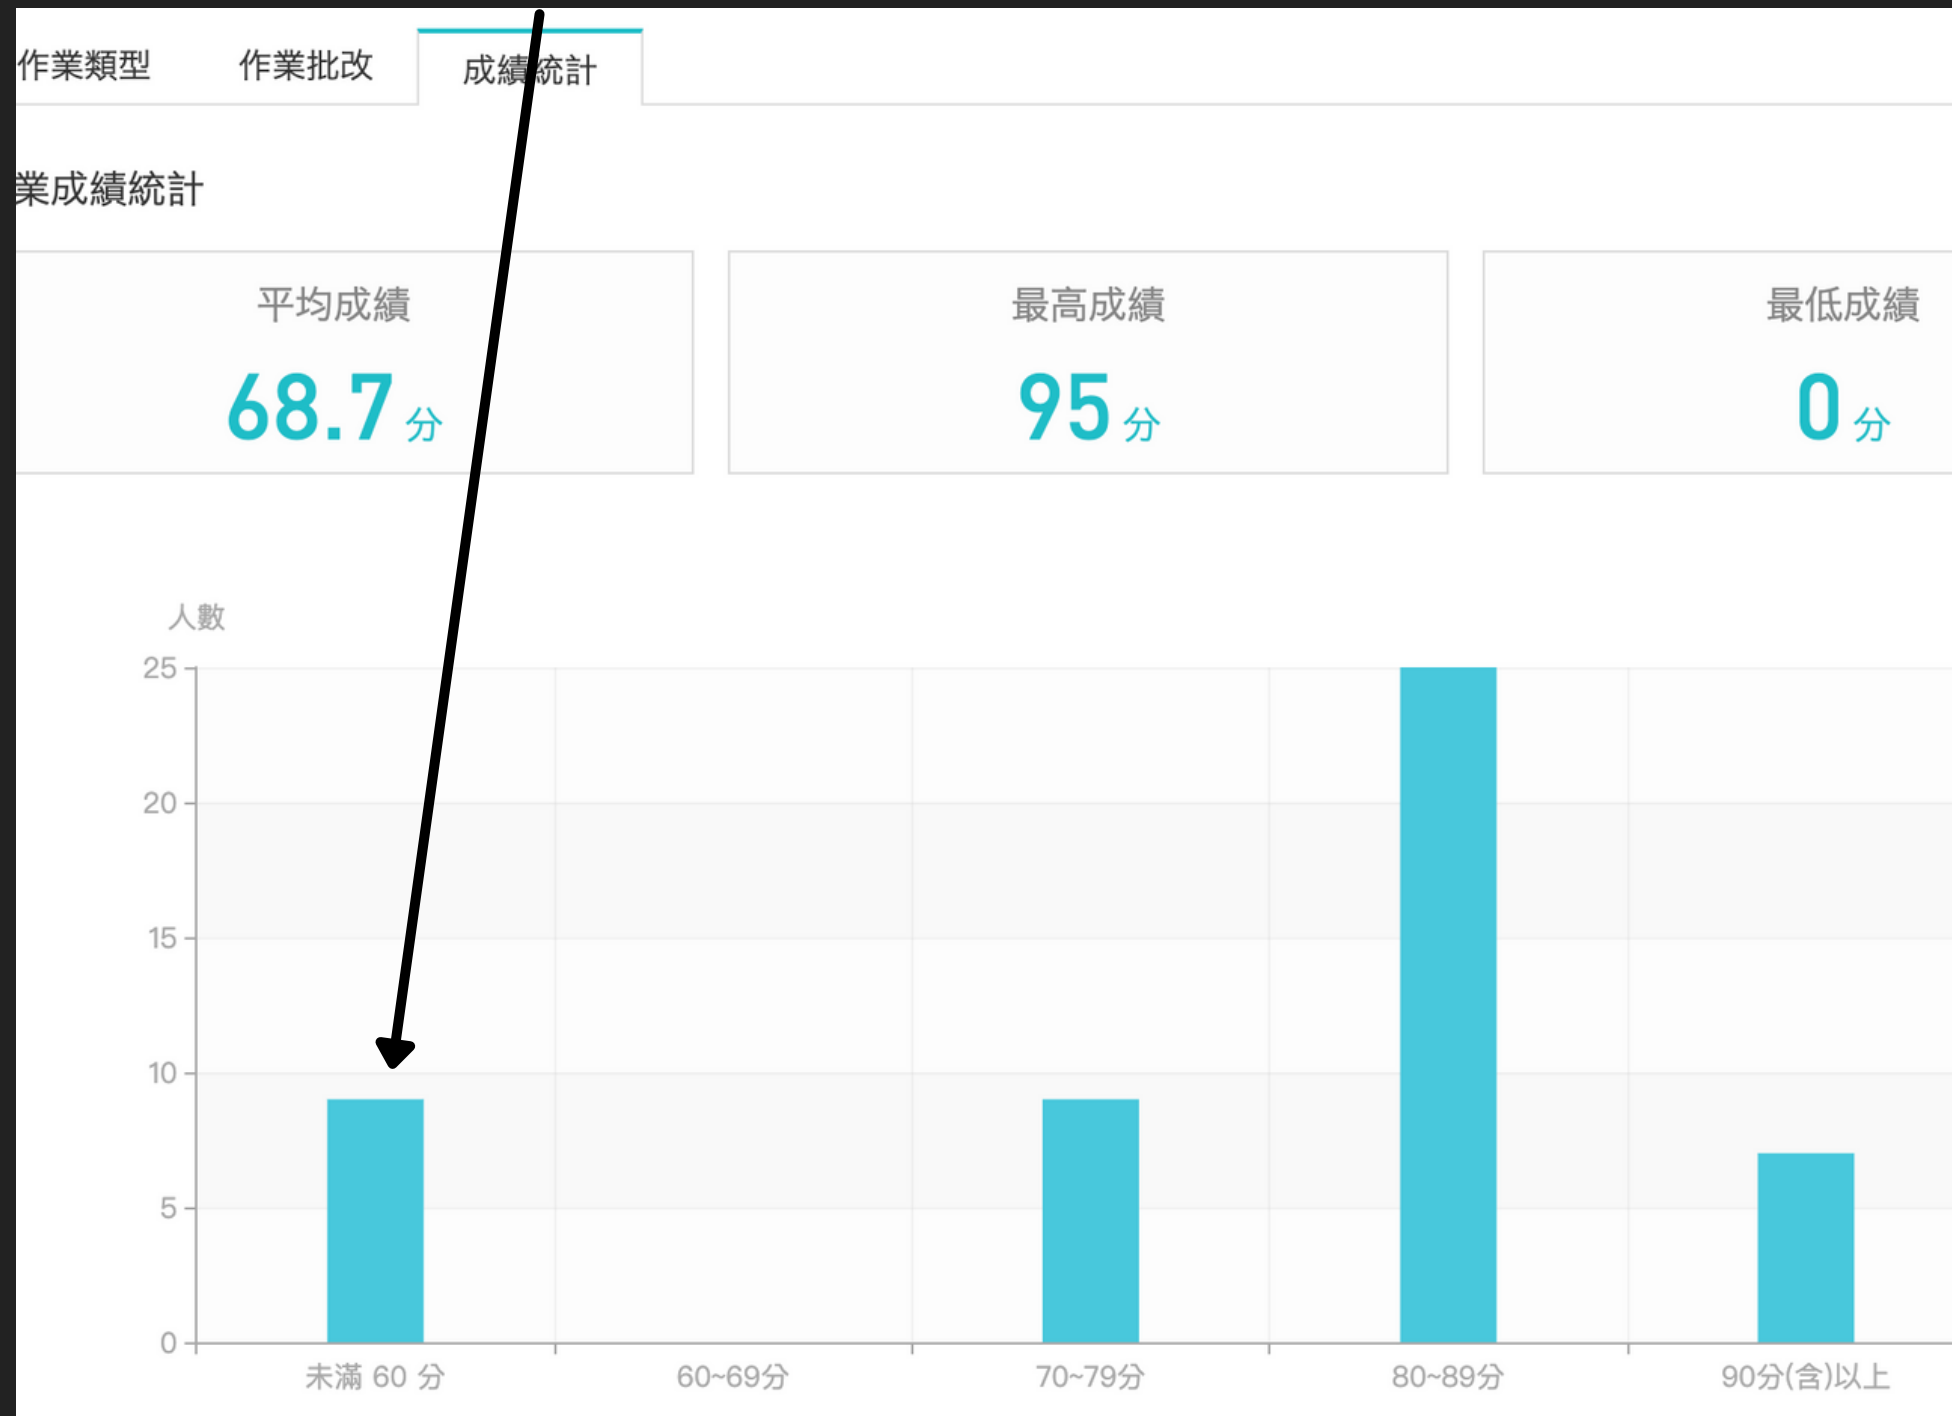 作業類型 作業批改 成績統計
業成績統計
平均成績 最高成績 最低成績
68.7分 95分 0分
人數
25
20
15
10
5
0
未滿 60 分 60~69分 70~79分 80~89分 90分(含)以上